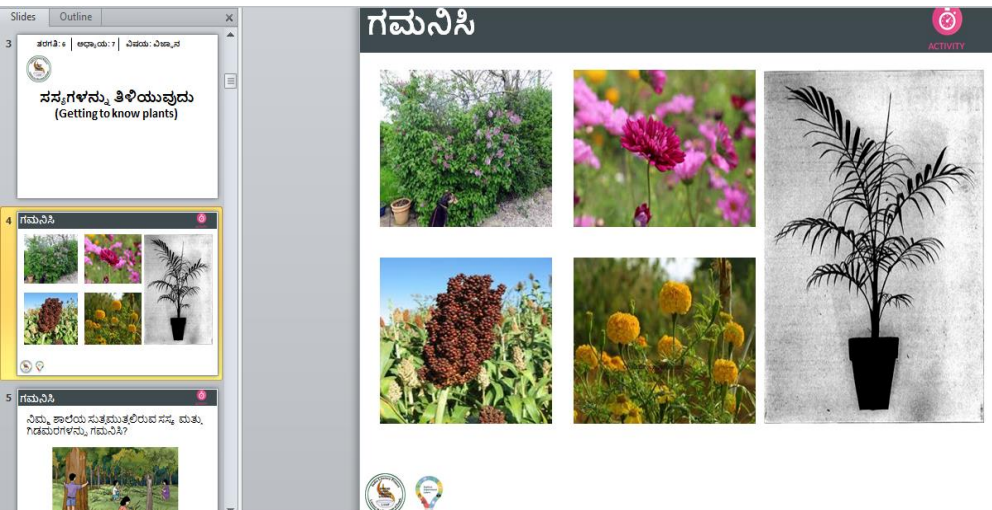 Slides Outline x
3
ತರಗತಿ: 6 | ಅಧ್ಯಾಯ: 7 | ವಿಷಯ: ವಿಜ್ಞಾನ
ಸಸ್ಯಗಳನ್ನು ತಿಳಿಯುವುದು
(Getting to know plants)
4
ಗಮನಿಸಿ
5
ಗಮನಿಸಿ
ನಿಮ್ಮ ಶಾಲೆಯ ಸುತ್ತಮುತ್ತಲಿರುವ ಸಸ್ಯ ಮತ್ತು
ಗಿಡಮರಗಳನ್ನು ಗಮನಿಸಿ?
ಗಮನಿಸಿ
ACTIVITY